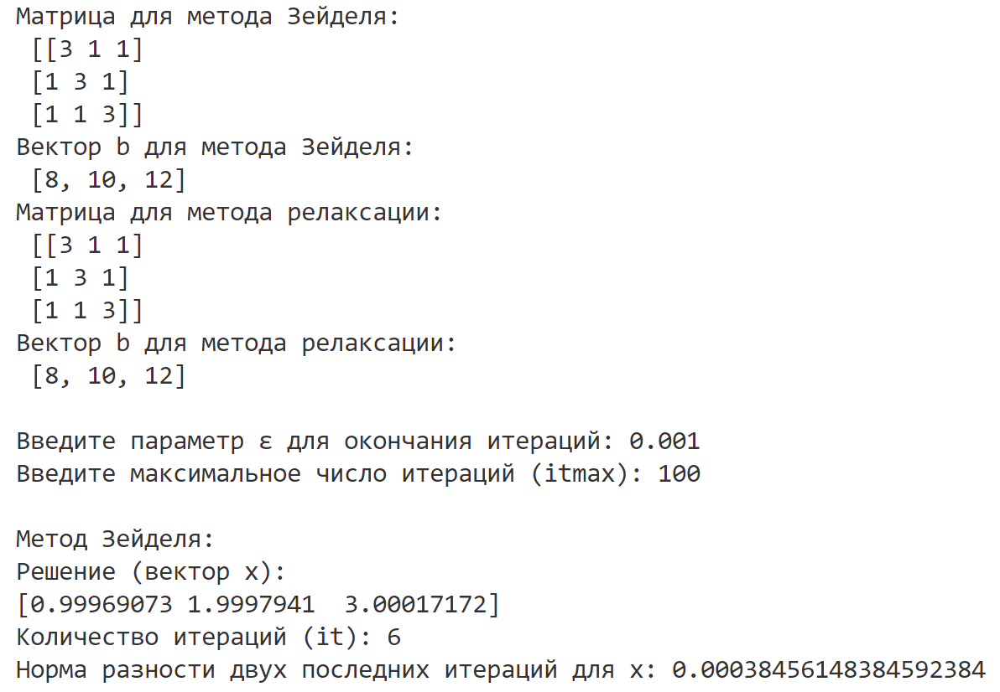 Матрица для метода Зейделя:
[[3 1 1]
[1 3 1]
[1 1 3]]
Вектор b для метода Зейделя:
[8, 10, 12]
Матрица для метода релаксации:
[[3 1 1]
[1 3 1]
[1 1 3]]
Вектор b для метода релаксации:
[8, 10, 12]
Введите параметр ε для окончания итераций: 0.001
Введите максимальное число итераций (itmax): 100
Метод Зейделя:
Решение (вектор x):
[0.99969073 1.9997941  3.00017172]
Количество итераций (it): 6
Норма разности двух последних итераций для x: 0.00038456148384592384